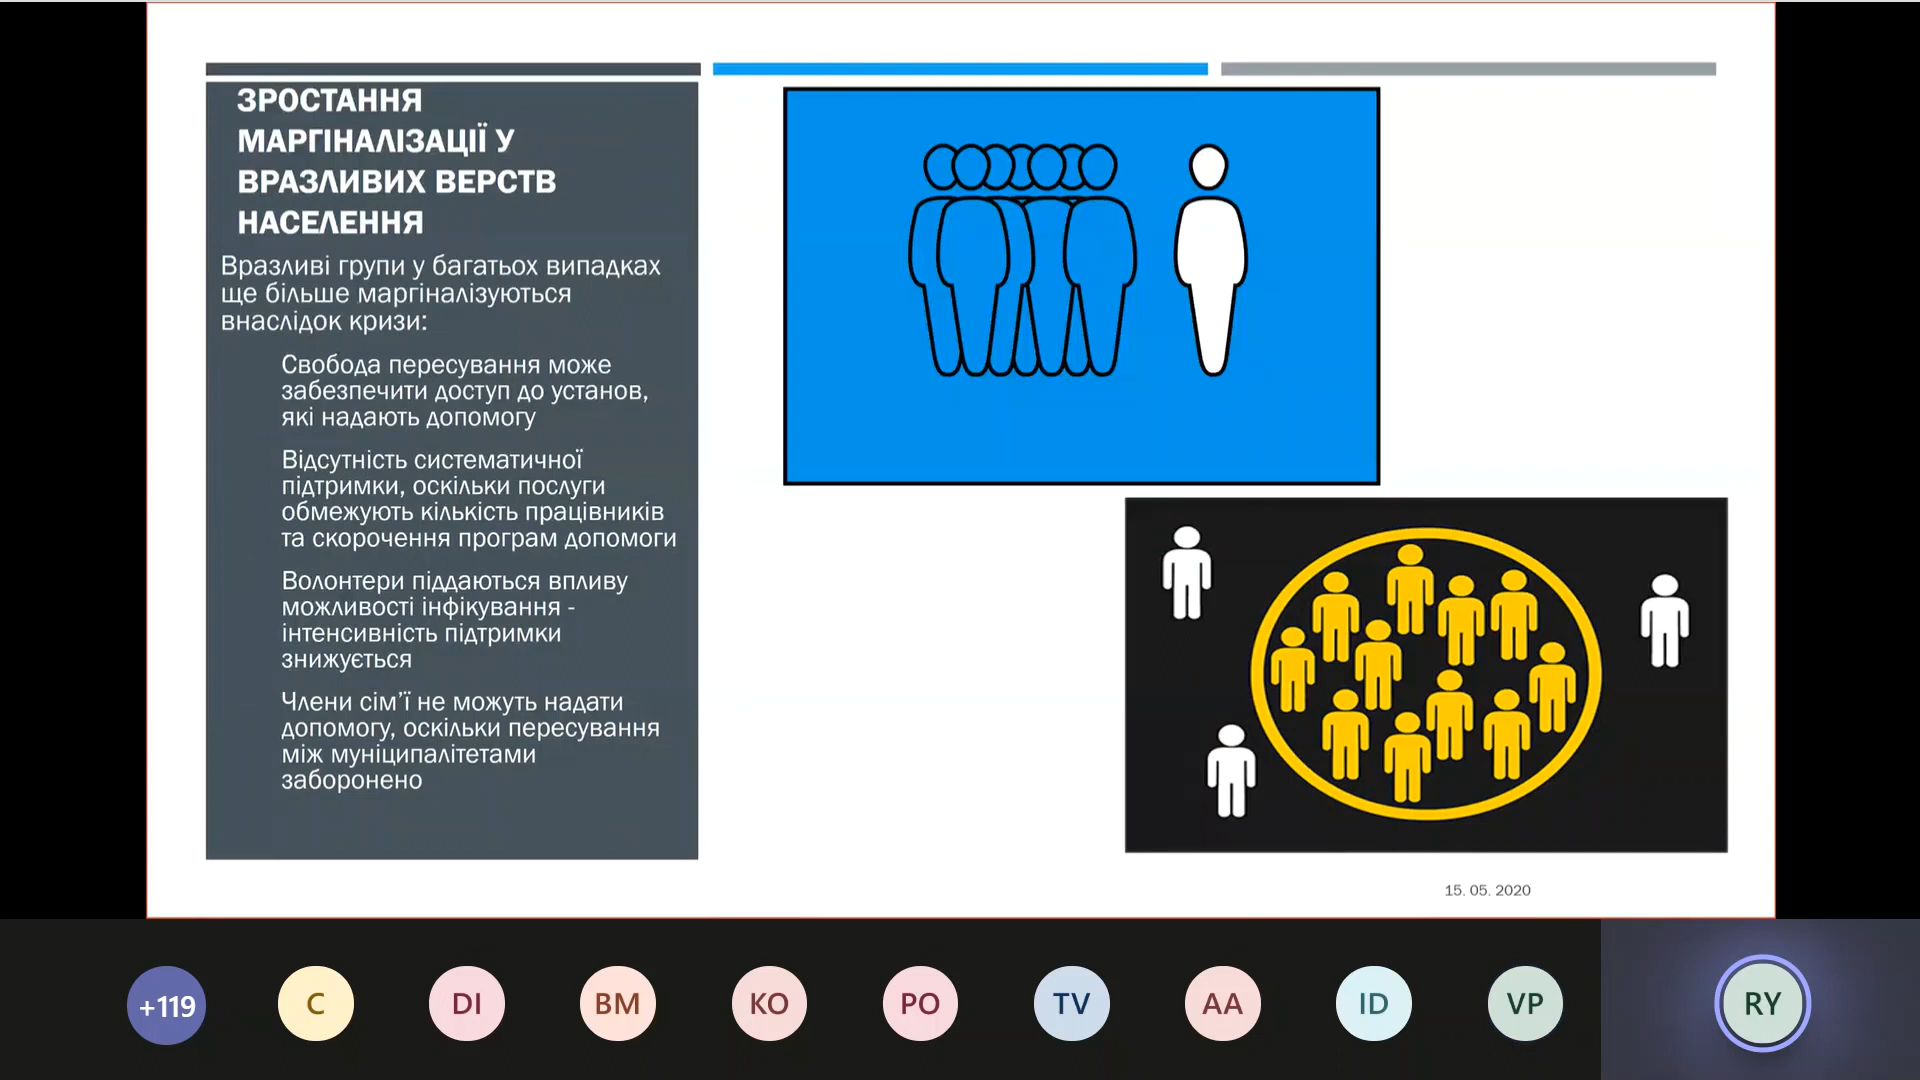 ЗРОСТАННЯ
МАРГІНАЛІЗАЦІЇ У
ВРАЗЛИВИХ ВЕРСТВ
НАСЕЛЕННЯ
Вразливі групи у багатьох випадках
ще більше маргіналізуються
внаслідок кризи:
Свобода пересування може
забезпечити доступ до установ,
які надають допомогу
Відсутність систематичної
підтримки, оскільки послуги
обмежують кількість працівників
та скорочення програм допомоги
Волонтери піддаються впливу
можливості інфікування -
інтенсивність підтримки
знижується
Члени сім’ї не можуть надати
допомогу, оскільки пересування
між муніципалітетами
заборонено
15. 05. 2020
+119
C
DI
BM
KO
PO
TV
AA
ID
VP
RY